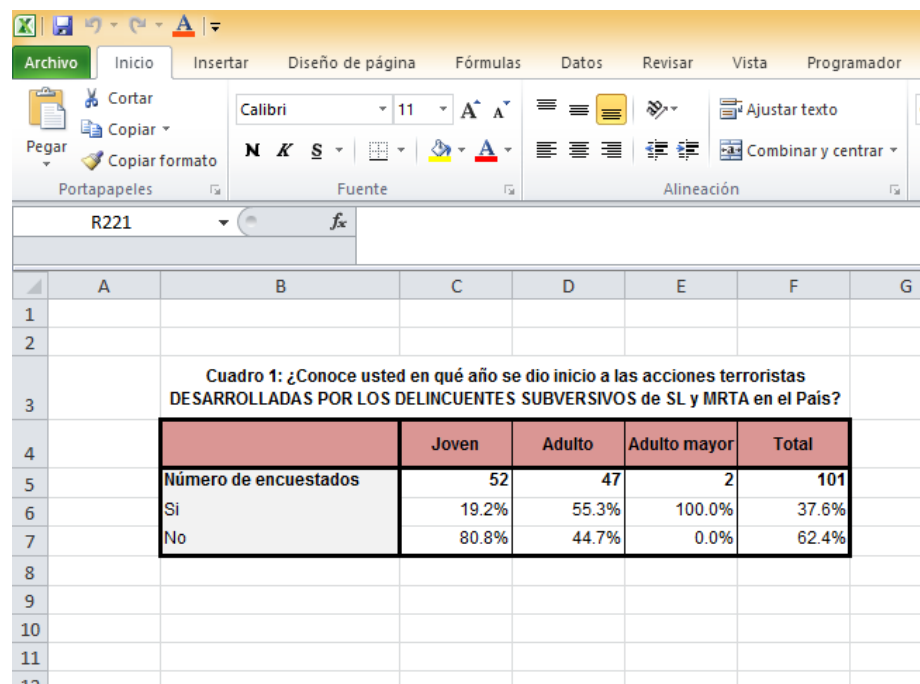 Archivo Inicio Insertar Diseño de página Fórmulas Datos Revisar Vista Programador
Pegar
Cortar
Copiar
Copiar formato
Portapapeles
Calibri 11 A A
N K S A
Fuente
Ajustar texto
Combinar y centrar
Alineación
R221 fx
A B C D E F G
1
2
3 Cuadro 1: ¿Conoce usted en qué año se dio inicio a las acciones terroristas
DESARROLLADAS POR LOS DELINCUENTES SUBVERSIVOS de SL y MRTA en el País?
4 Joven Adulto Adulto mayor Total
5 Número de encuestados 52 47 2 101
6 Si 19.2% 55.3% 100.0% 37.6%
7 No 80.8% 44.7% 0.0% 62.4%
8
9
10
11